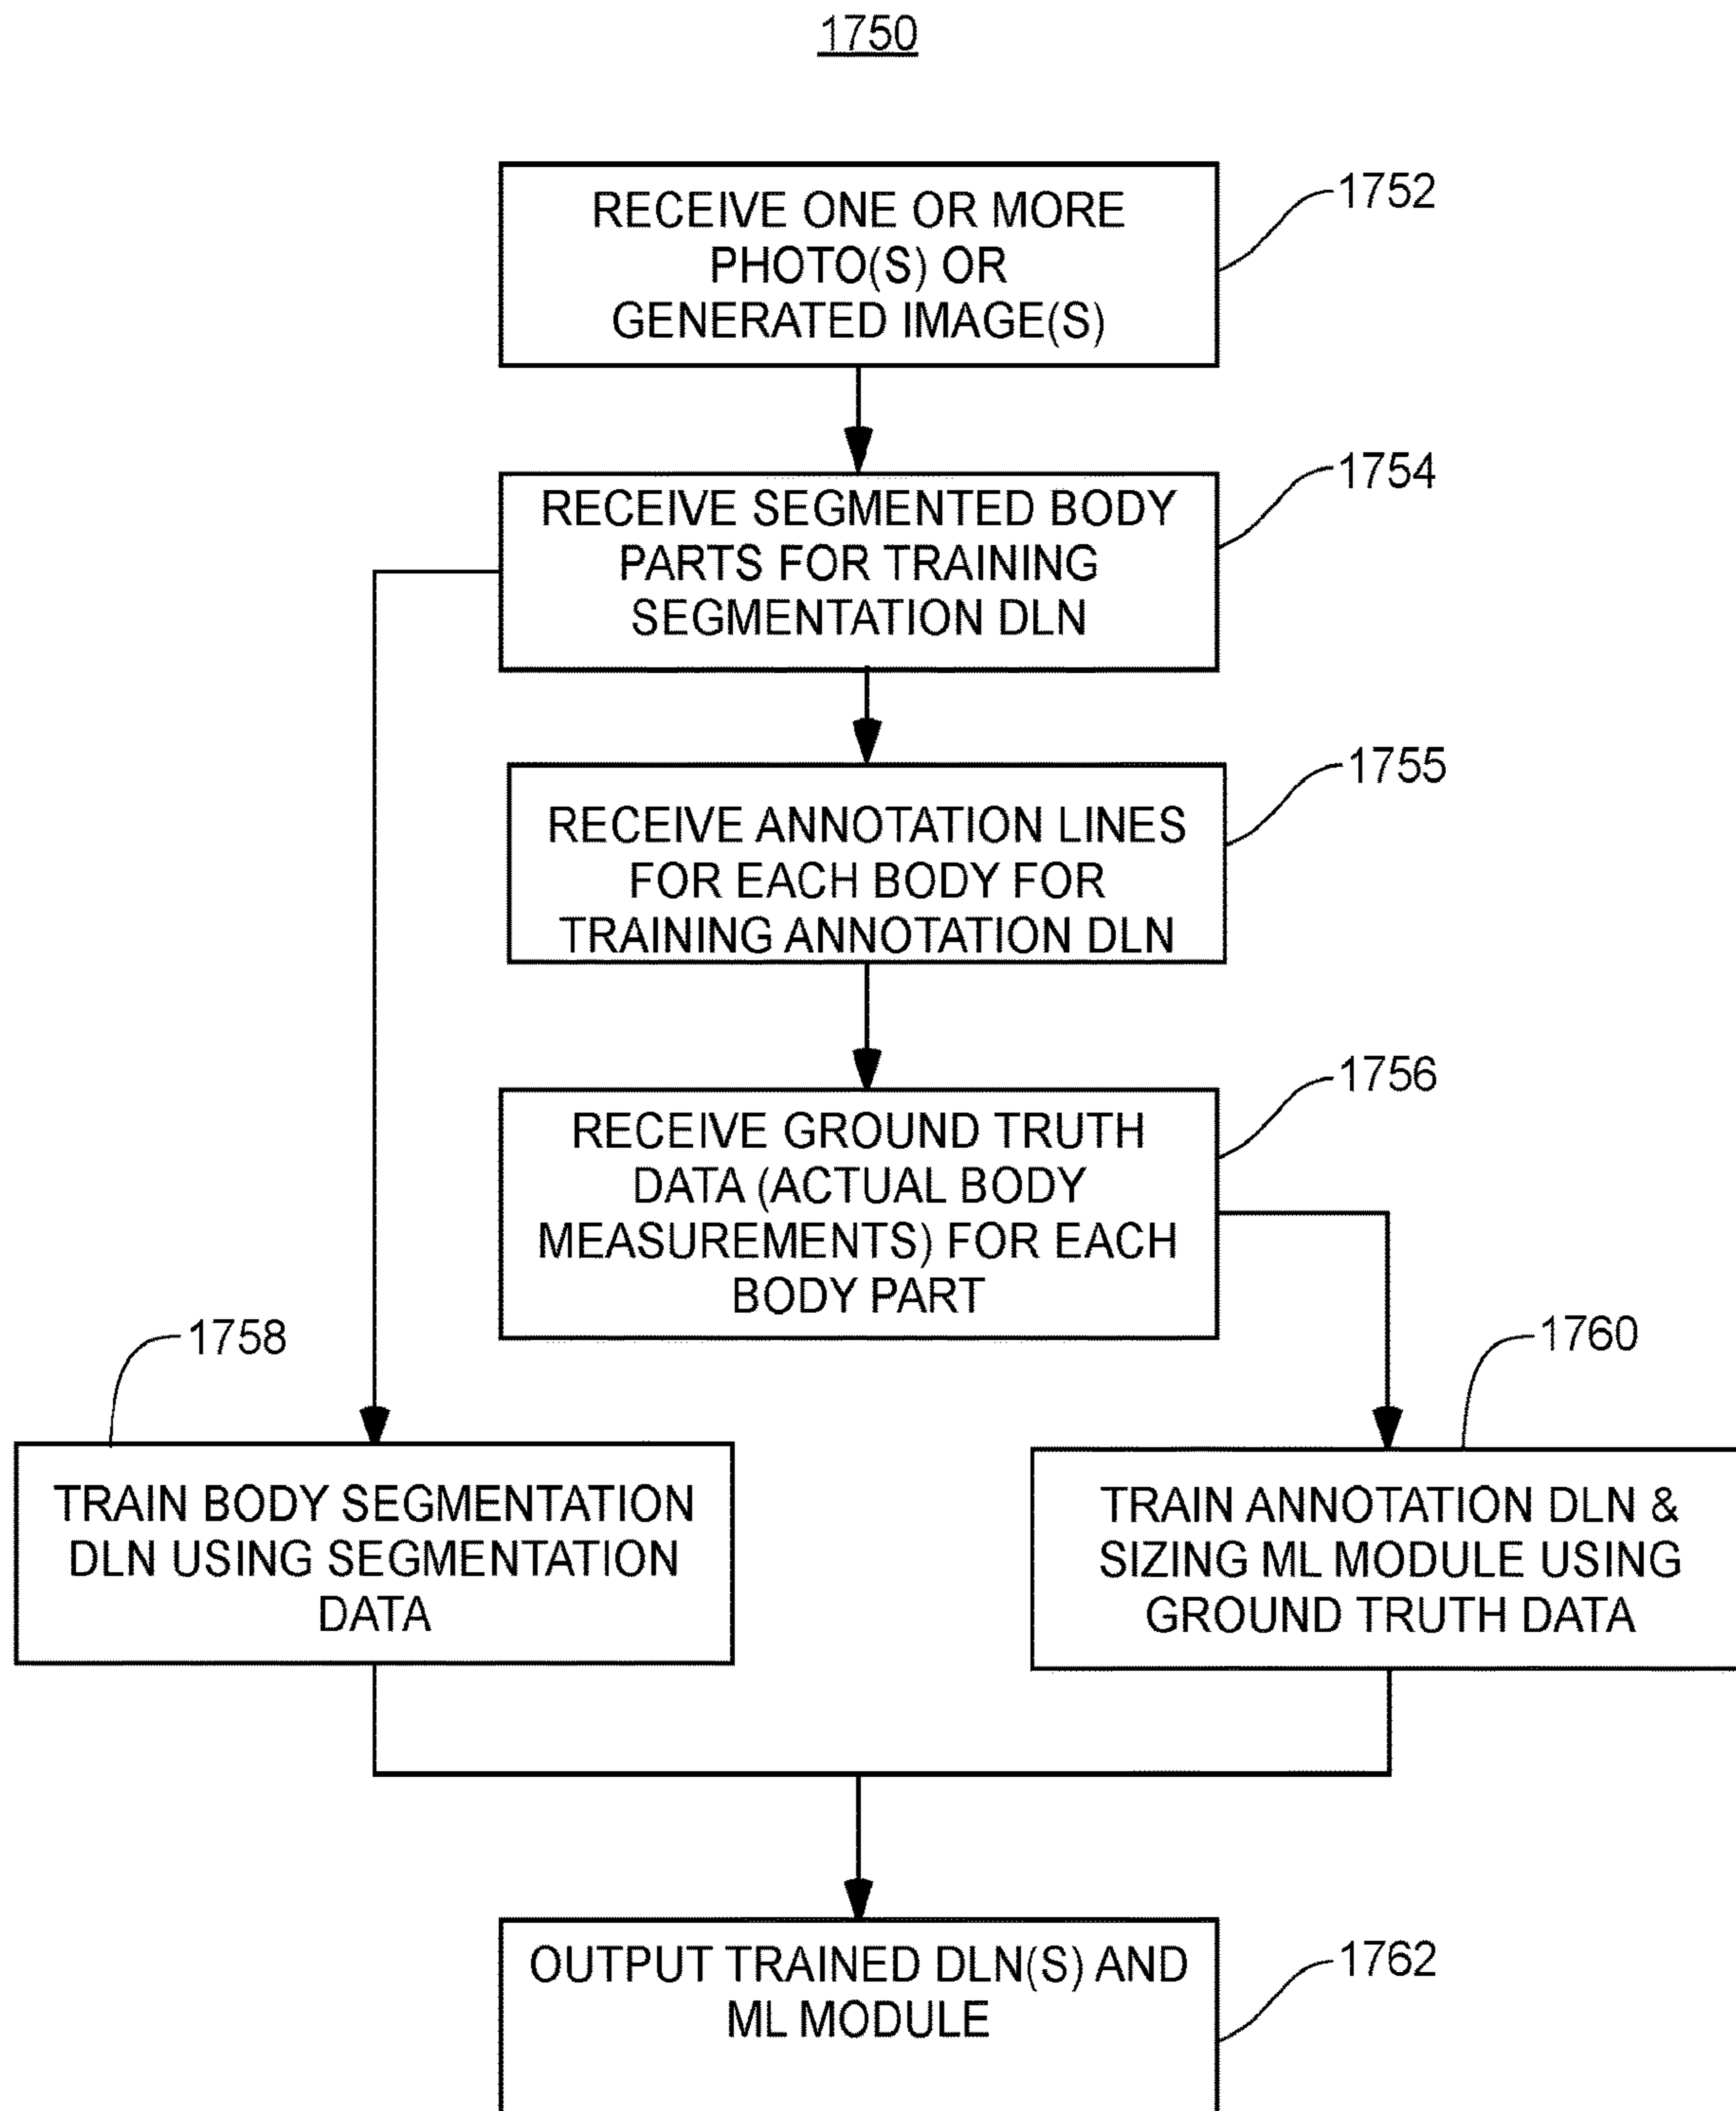 1750
RECEIVE ONE OR MORE
PHOTO(S) OR
GENERATED IMAGE(S)
1752
RECEIVE SEGMENTED BODY
PARTS FOR TRAINING
SEGMENTATION DLN
1754
RECEIVE ANNOTATION LINES
FOR EACH BODY FOR
TRAINING ANNOTATION DLN
1755
RECEIVE GROUND TRUTH
DATA (ACTUAL BODY
MEASUREMENTS) FOR EACH
BODY PART
1756
1758
TRAIN BODY SEGMENTATION
DLN USING SEGMENTATION
DATA
1760
TRAIN ANNOTATION DLN &
SIZING ML MODULE USING
GROUND TRUTH DATA
OUTPUT TRAINED DLN(S) AND
ML MODULE
1762